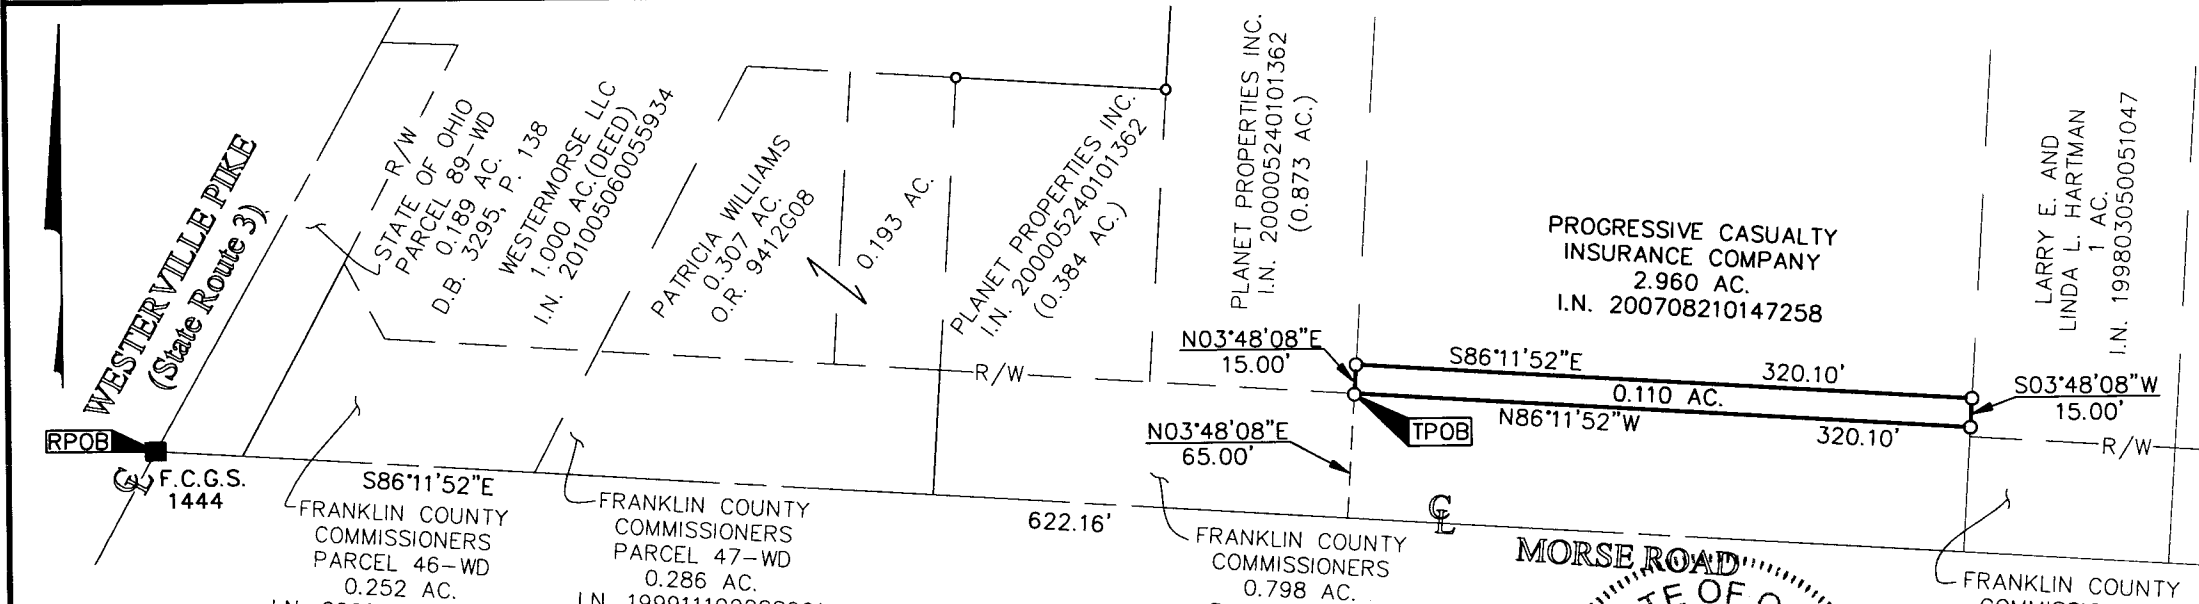 WESTERVILLE PIKE
(State Route 3)
R/W
STATE OF OHIO
PARCEL 89-WD
0.189 AC.
D.B. 3295, P. 138
WESTERMORSE LLC
1.000 AC.(DEED)
I.N. 201005060055934
PATRICIA WILLIAMS
0.307 AC.
O.R. 9412G08
0.193 AC.
PLANET PROPERTIES INC.
I.N. 200005240101362
(0.384 AC.)
PLANET PROPERTIES INC.
I.N. 200005240101362
(0.873 AC.)
PROGRESSIVE CASUALTY
INSURANCE COMPANY
2.960 AC.
I.N. 200708210147258
LARRY E. AND
LINDA L. HARTMAN
1 AC.
I.N. 199803050051047
N03°48'08"E
15.00'
R/W
S86°11'52"E
320.10'
0.110 AC.
N86°11'52"W
320.10'
S03°48'08"W
15.00'
R/W
TPOB
N03°48'08"E
65.00'
RPOB
CL
F.C.G.S.
1444
S86°11'52"E
622.16'
CL
MORSE ROAD
FRANKLIN COUNTY
COMMISSIONERS
PARCEL 46-WD
0.252 AC.
FRANKLIN COUNTY
COMMISSIONERS
PARCEL 47-WD
0.286 AC.
FRANKLIN COUNTY
COMMISSIONERS
0.798 AC.
TE OF O
FRANKLIN COUNTY